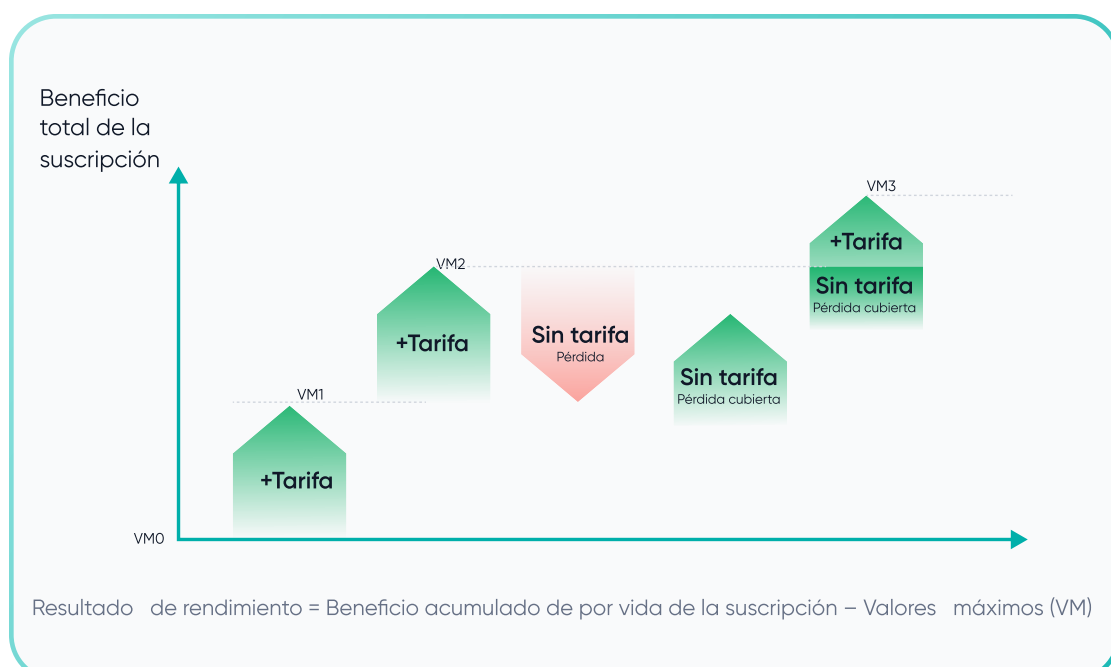 Beneficio
total de la
suscripción
VM3
+Tarifa
Sin tarifa
Pérdida cubierta
VM2
+Tarifa
Sin tarifa
Pérdida
Sin tarifa
Pérdida cubierta
VM1
+Tarifa
VM0
Resultado de rendimiento = Beneficio acumulado de por vida de la suscripción – Valores máximos (VM)